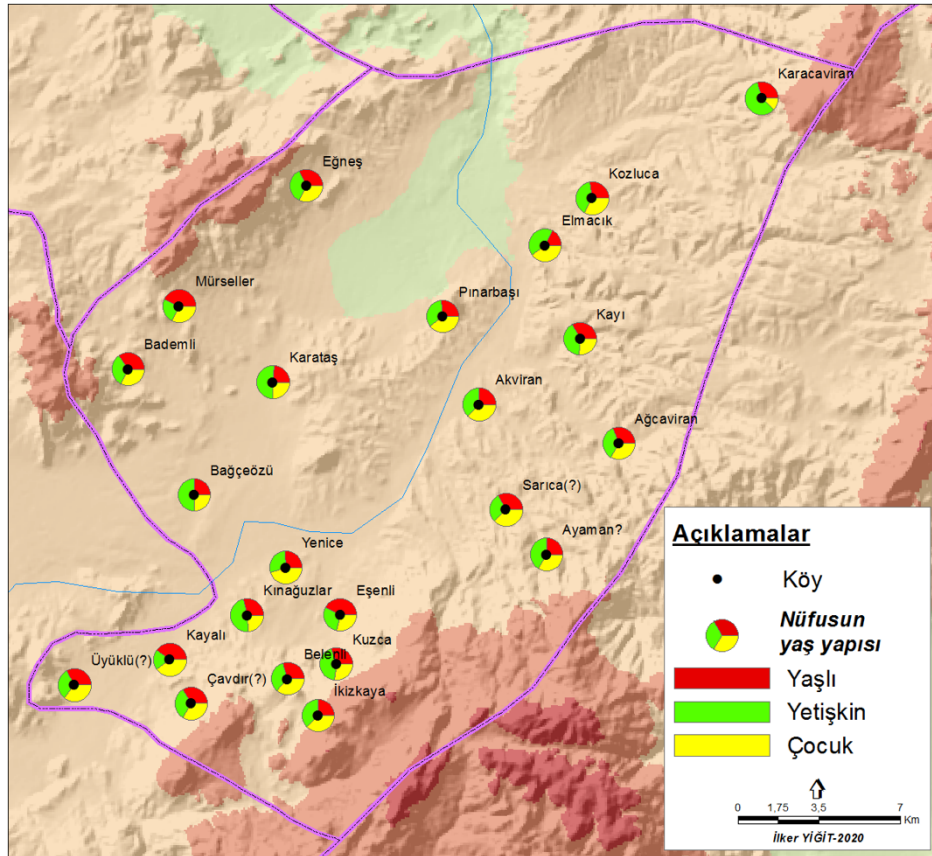 Karacaviran
Eğneş
Kozluca
Elmacık
Mürseller
Pınarbaşı
Kayı
Bademli
Karataş
Akviran
Ağcaviran
Bağçeözü
Sarıca(?)
Ayaman?
Yenice
Kınağuzlar
Eşenli
Kayalı
Kuzca
Belenli
Üyüklü(?)
Çavdır(?)
İkizkaya
Açıklamalar
Köy
Nüfusun
yaş yapısı
Yaşlı
Yetişkin
Çocuk
0 1,75 3,5 7
Km
İlker YİĞİT-2020